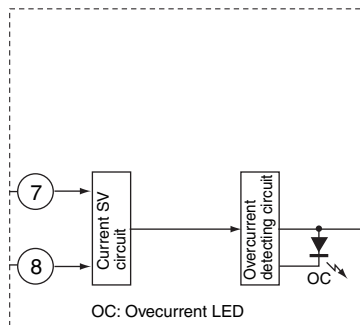 7
8
Current SV
circuit
Overcurrent
detecting circuit
OC
OC: Ovecurrent LED